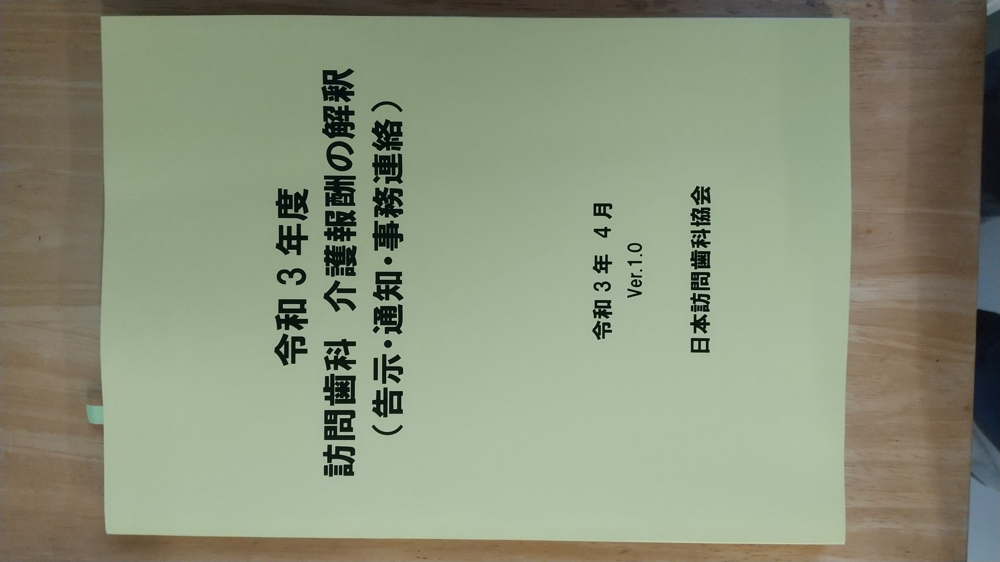 令和３年度
訪問歯科　介護報酬の解釈
（告示・通知・事務連絡）
令和３年 ４月
Ver.1.0
日本訪問歯科協会